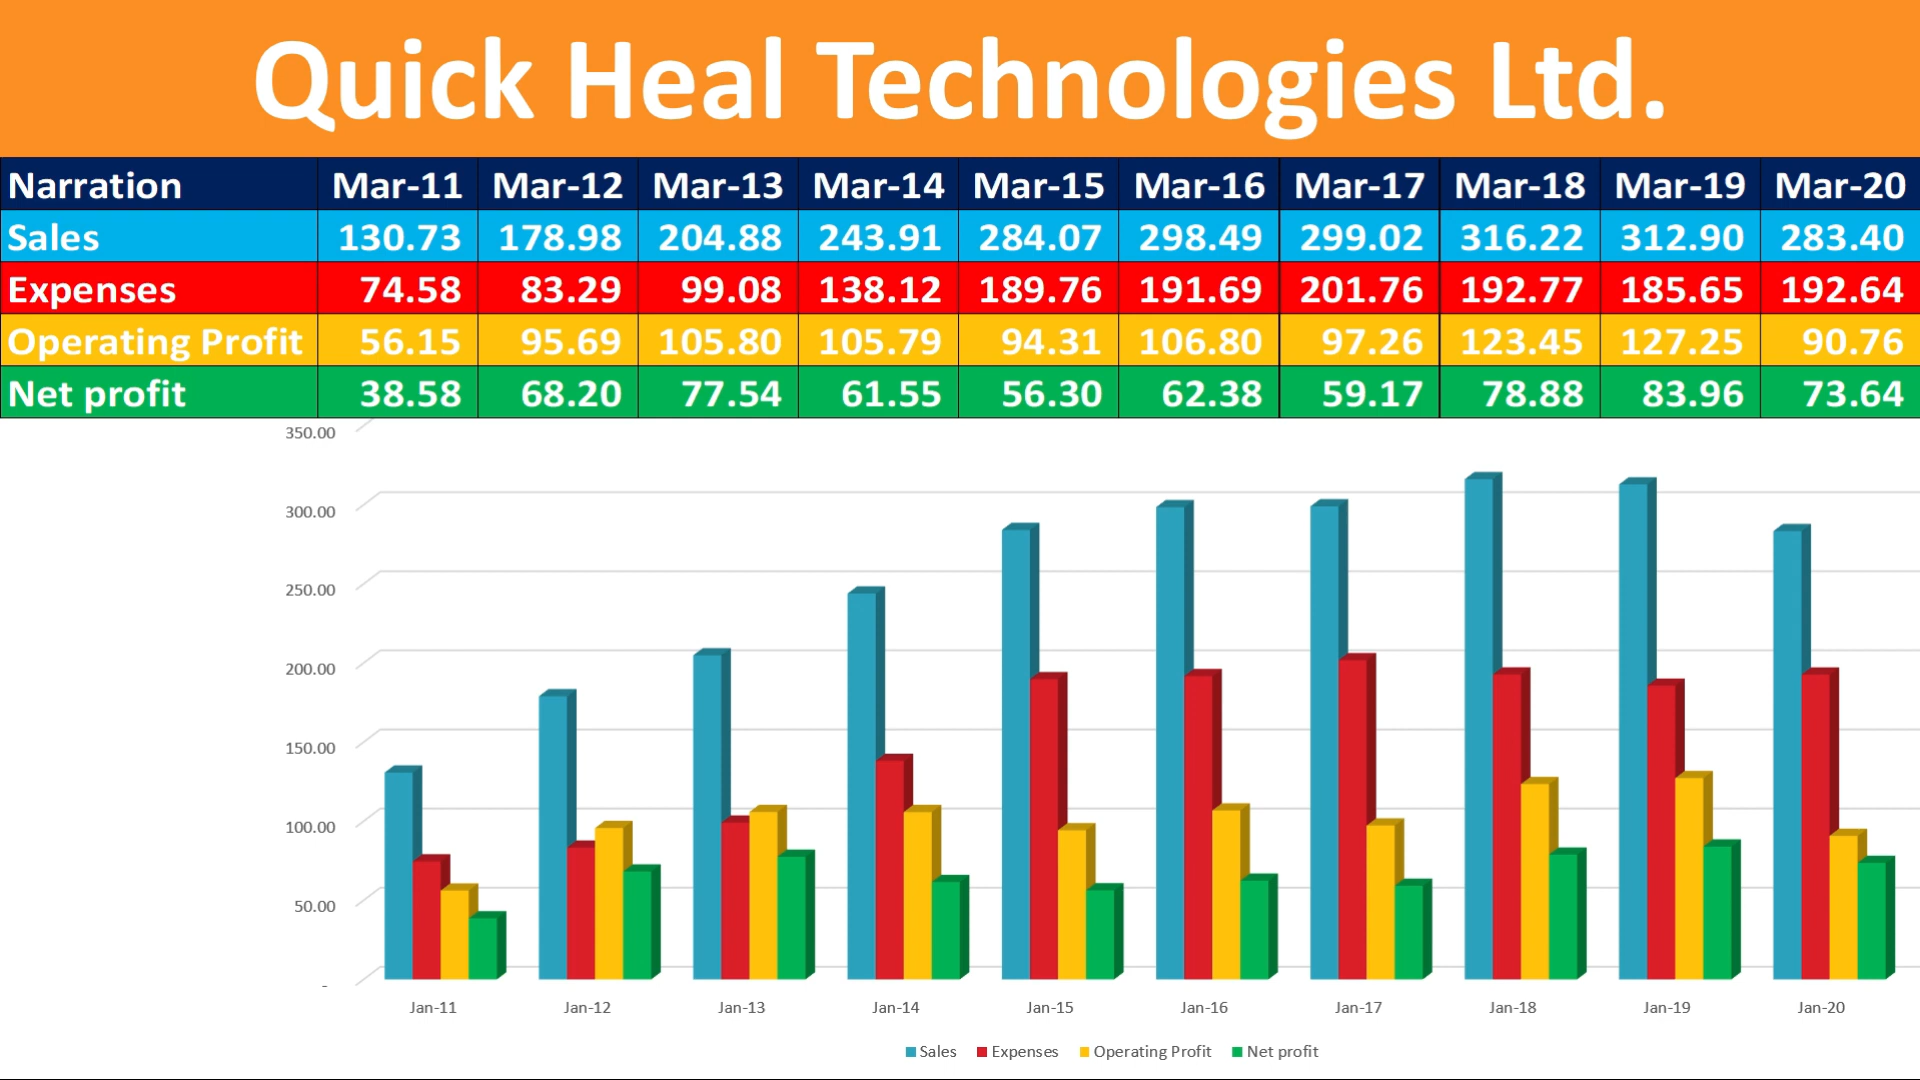 Quick Heal Technologies Ltd.
Narration Mar-11 Mar-12 Mar-13 Mar-14 Mar-15 Mar-16 Mar-17 Mar-18 Mar-19 Mar-20
Sales 130.73 178.98 204.88 243.91 284.07 298.49 299.02 316.22 312.90 283.40
Expenses 74.58 83.29 99.08 138.12 189.76 191.69 201.76 192.77 185.65 192.64
Operating Profit 56.15 95.69 105.80 105.79 94.31 106.80 97.26 123.45 127.25 90.76
Net profit 38.58 68.20 77.54 61.55 56.30 62.38 59.17 78.88 83.96 73.64
350.00
300.00
250.00
200.00
150.00
100.00
50.00
-
Jan-11 Jan-12 Jan-13 Jan-14 Jan-15 Jan-16 Jan-17 Jan-18 Jan-19 Jan-20
Sales Expenses Operating Profit Net profit